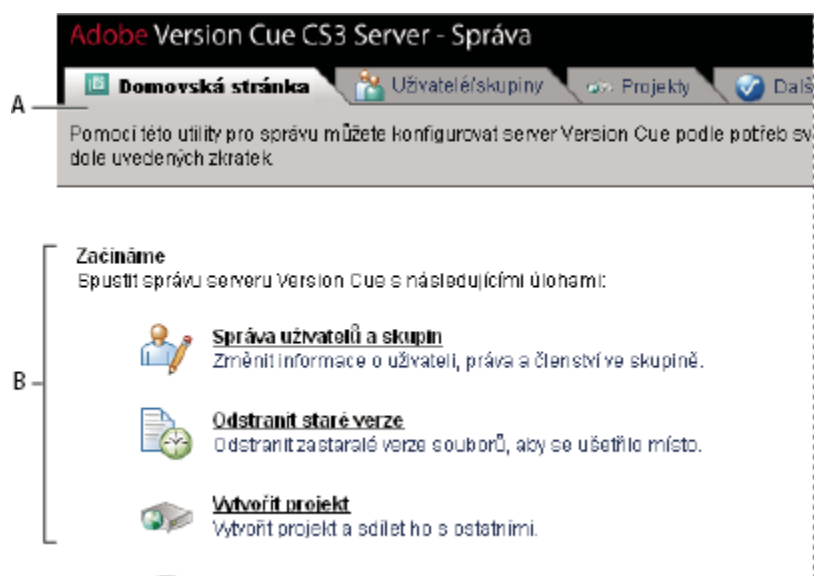 Adobe Version Cue CS3 Server - Správa
Domovská stránka Uživatelé/skupiny Projekty
A
Pomocí této utility pro správu můžete konfigurovat server Version Cue podle potřeb
dole uvedených zkratek.
Začínáme
Spustit správu serveru Version Cue s následujícími úlohami:
Správa uživatelů a skupin
Změnit informace o uživateli, práva a členství ve skupině.
B
Odstranit staré verze
Odstranit zastaralé verze souborů, aby se ušetřilo místo.
Vytvořit projekt
Vytvořit projekt a sdílet ho s ostatními.